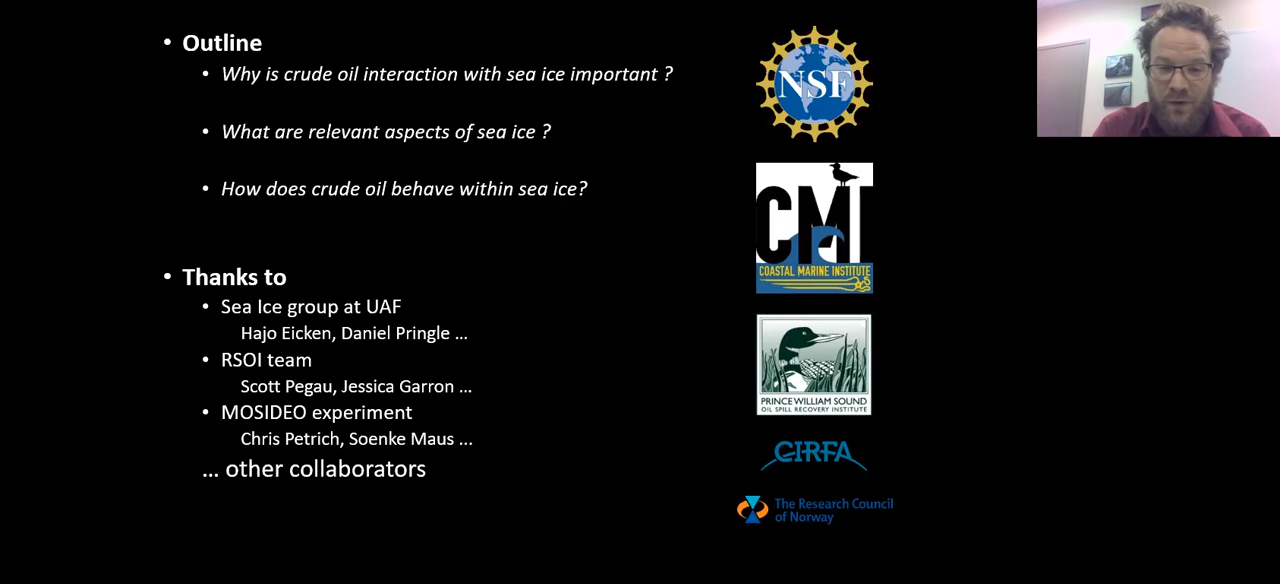 Outline
Why is crude oil interaction with sea ice important ?
What are relevant aspects of sea ice ?
How does crude oil behave within sea ice?
Thanks to
Sea Ice group at UAF
Hajo Eicken, Daniel Pringle ...
RSOI team
Scott Pegau, Jessica Garron ...
MOSIDEO experiment
Chris Petrich, Soenke Maus ...
... other collaborators
NSF
CMI
COASTAL MARINE INSTITUTE
PRINCE WILLIAM SOUND
OIL SPILL RECOVERY INSTITUTE
CIRFA
The Research Council
of Norway